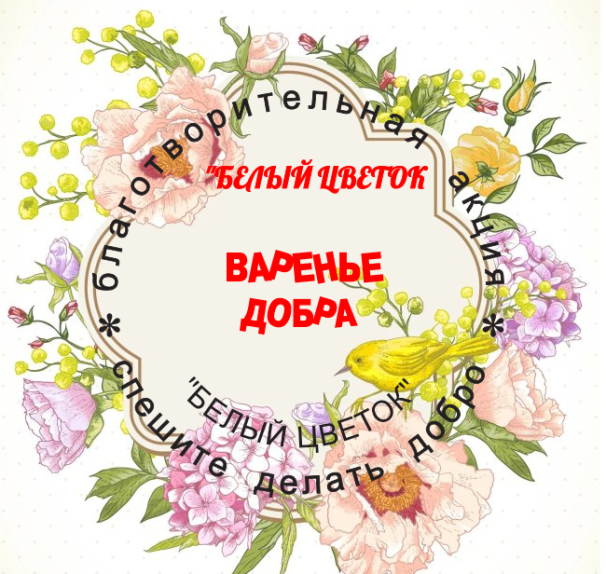 благотворительная акция
"БЕЛЫЙ ЦВЕТОК
ВАРЕНЬЕ
ДОБРА
"БЕЛЫЙ ЦВЕТОК"
* спешите делать добро *